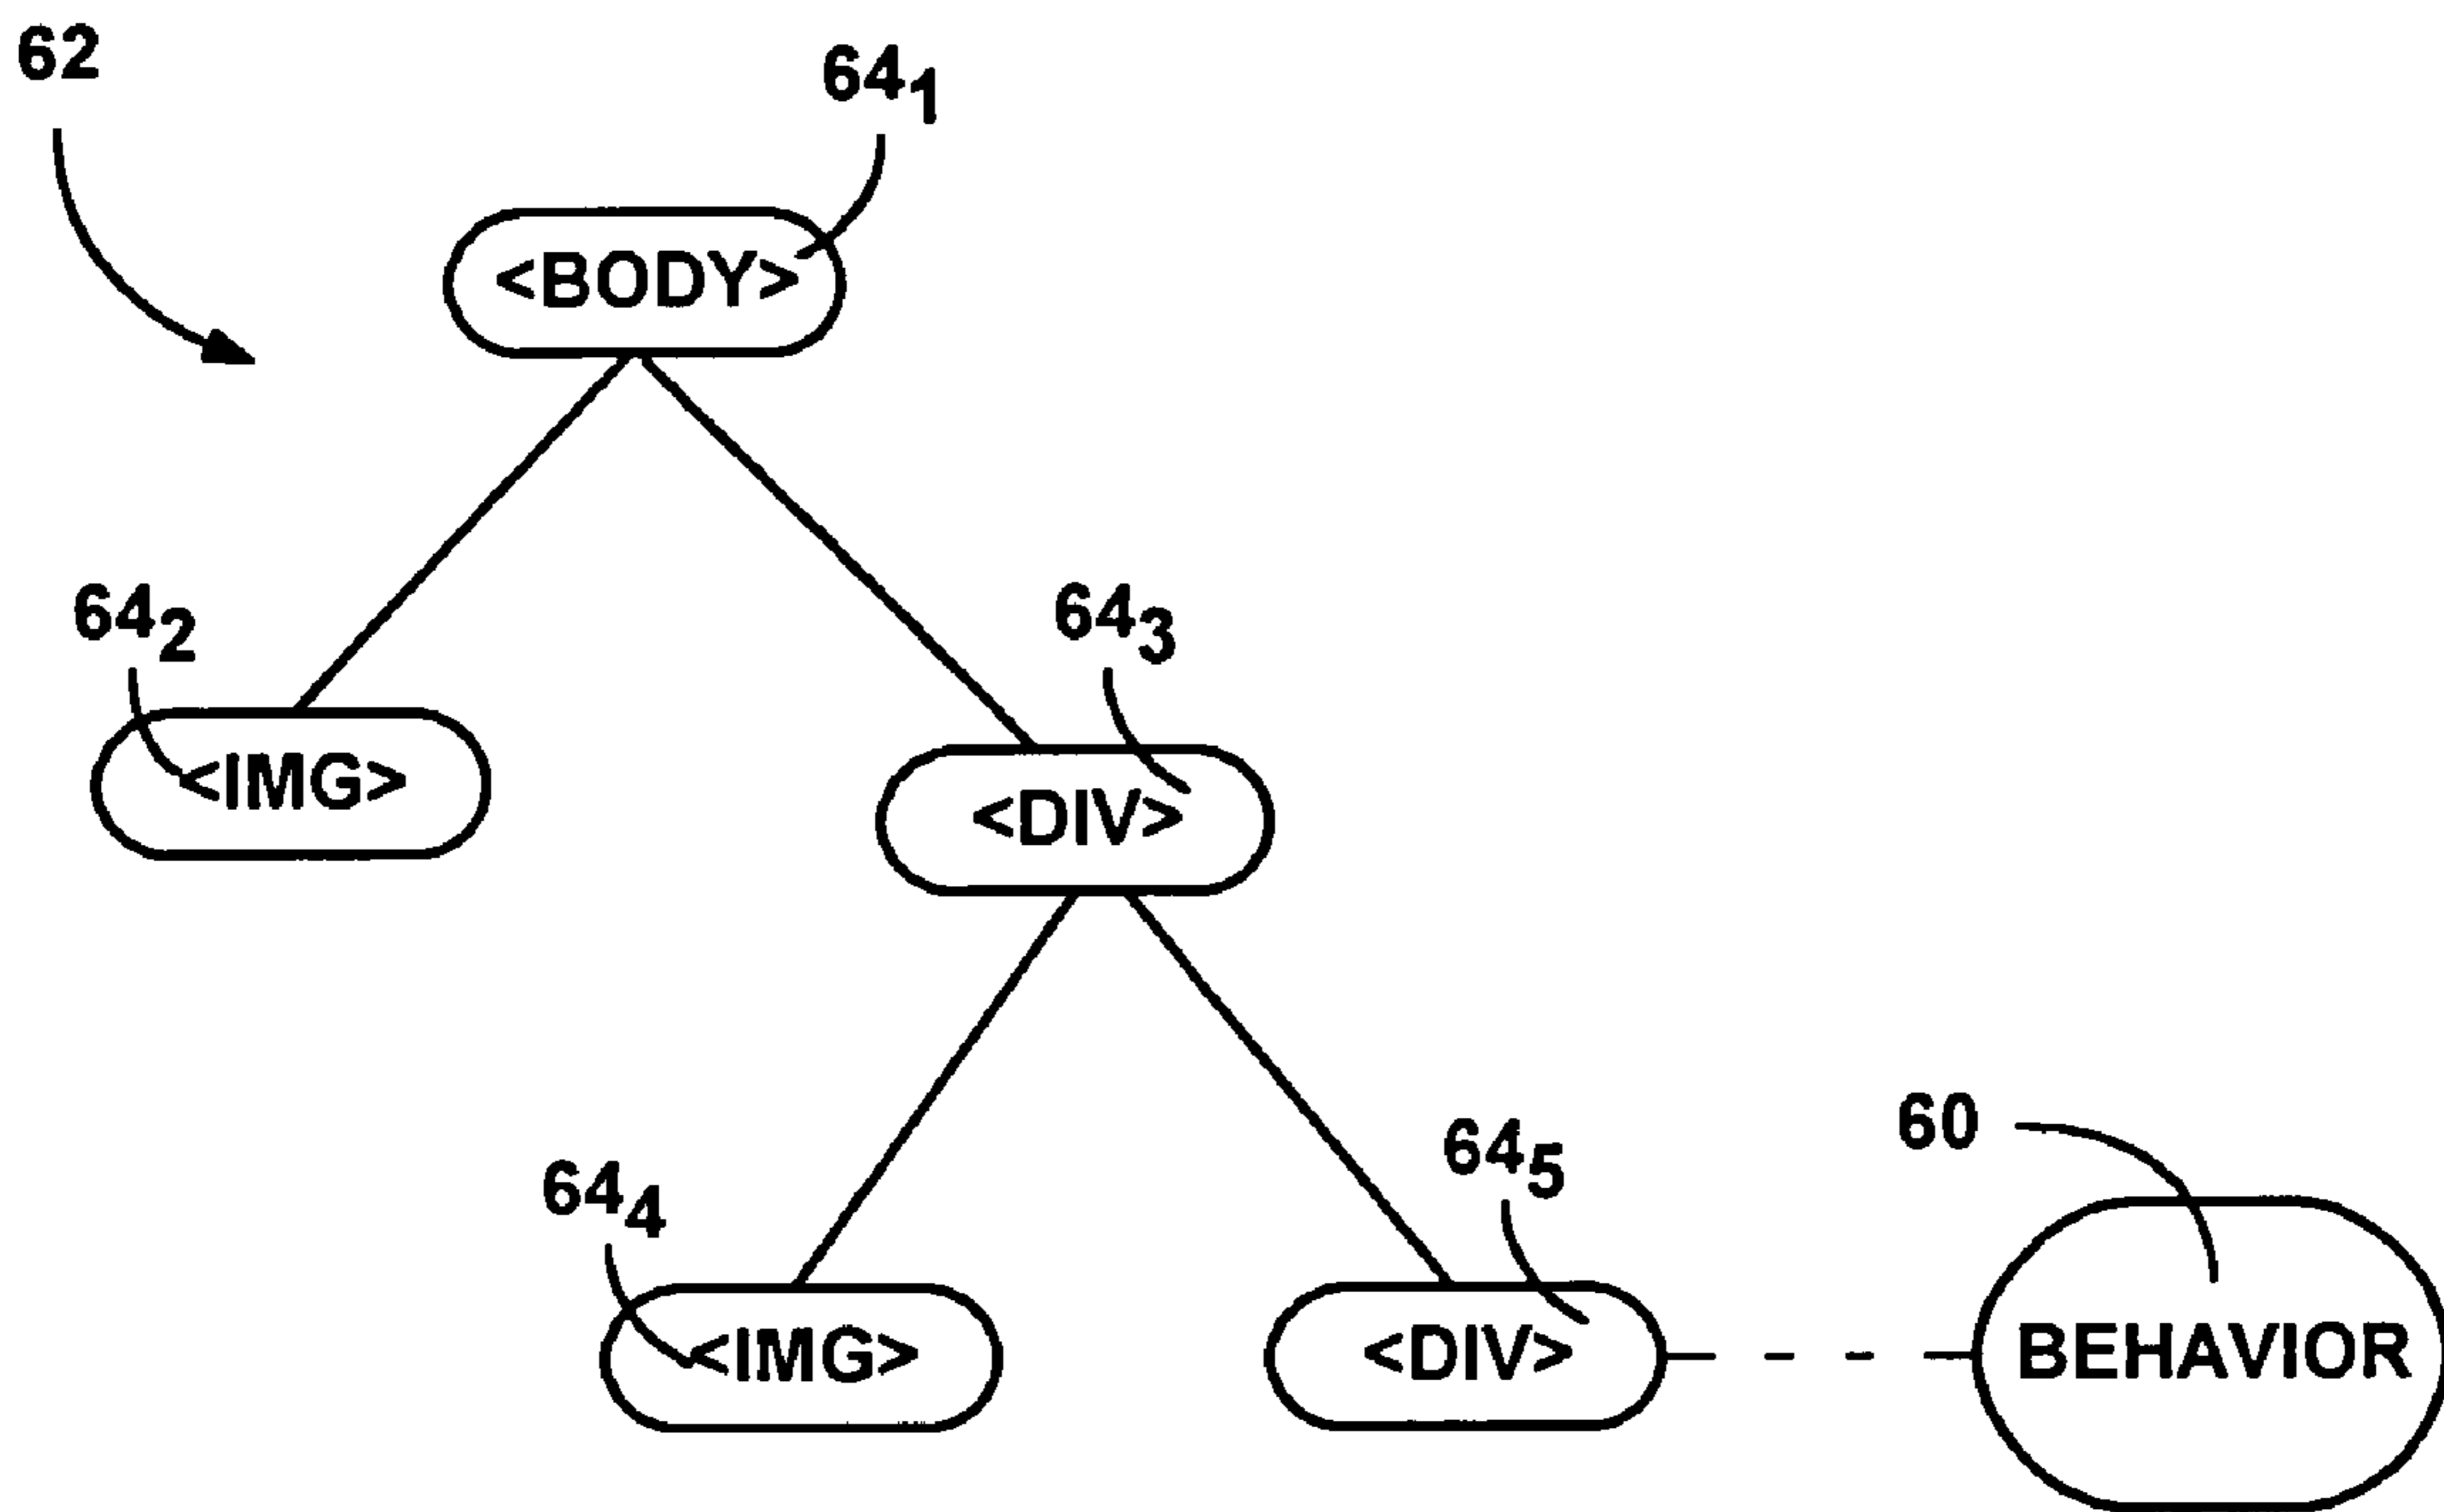 62
64₁
<BODY>
64₂
64₃
<IMG>
<DIV>
60
64₅
64₄
<IMG>
<DIV>
BEHAVIOR